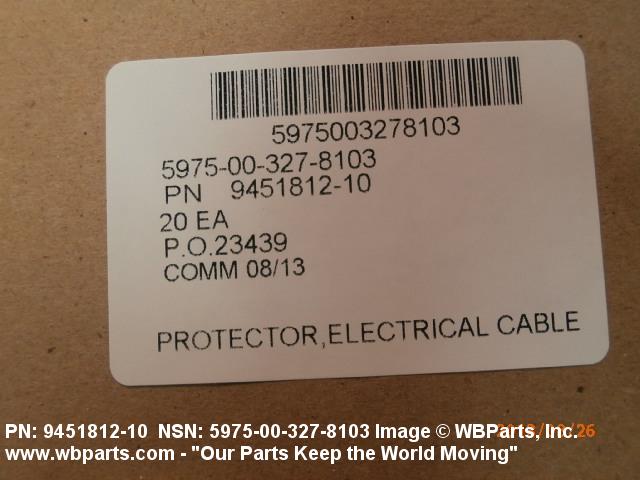 5975003278103
5975-00-327-8103
PN 9451812-10
20 EA
P.O.23439
COMM 08/13
PROTECTOR,ELECTRICAL CABLE
PN: 9451812-10 NSN: 5975-00-327-8103 Image © WBParts, Inc.
www.wbparts.com - "Our Parts Keep the World Moving"